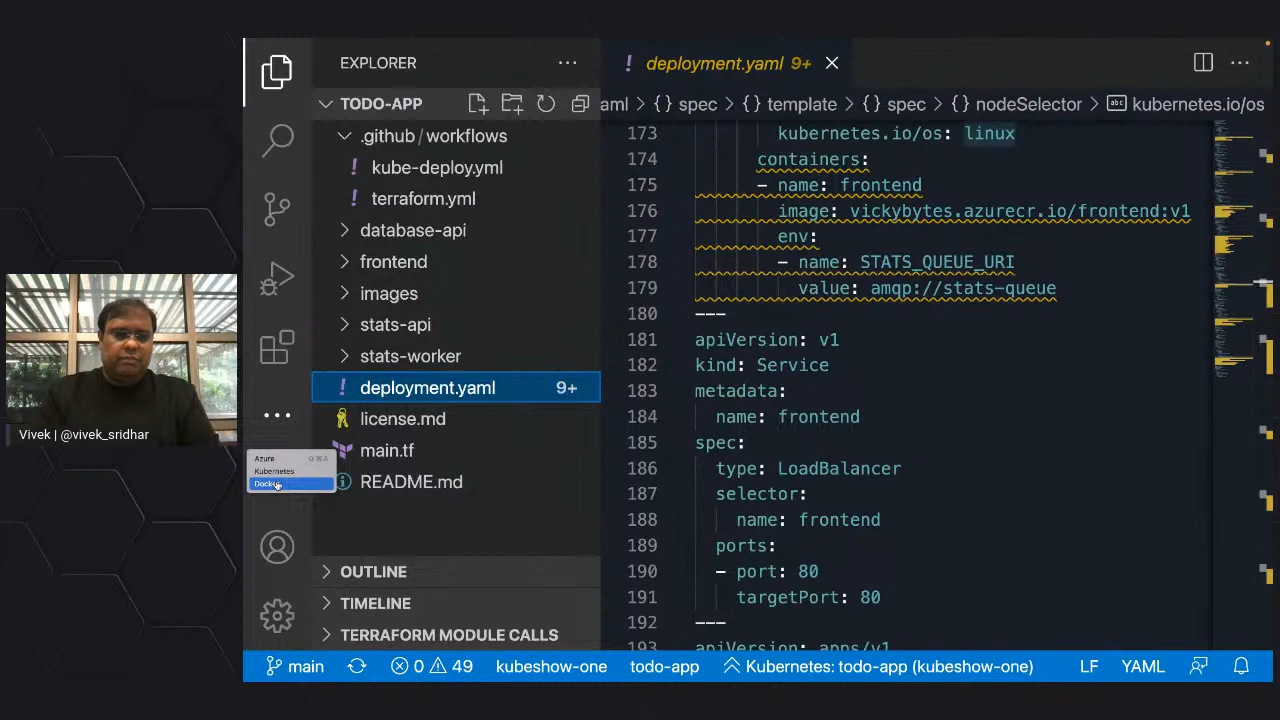 EXPLORER
TODO-APP
.github / workflows
kube-deploy.yml
terraform.yml
database-api
frontend
images
stats-api
stats-worker
deployment.yaml 9+
license.md
main.tf
README.md
OUTLINE
TIMELINE
TERRAFORM MODULE CALLS
Vivek | @vivek_sridhar
Azure ⇧⌘A
Kubernetes
Docker
! deployment.yaml 9+
aml > {} spec > {} template > {} spec > {} nodeSelector > abc kubernetes.io/os
173 kubernetes.io/os: linux
174 containers:
175 - name: frontend
176 image: vickybytes.azurecr.io/frontend:v1
177 env:
178 - name: STATS_QUEUE_URI
179 value: amqp://stats-queue
180 ---
181 apiVersion: v1
182 kind: Service
183 metadata:
184 name: frontend
185 spec:
186 type: LoadBalancer
187 selector:
188 name: frontend
189 ports:
190 - port: 80
191 targetPort: 80
192 ---
193 apiVersion: apps/v1
main 0 49 kubeshow-one todo-app Kubernetes: todo-app (kubeshow-one) LF YAML